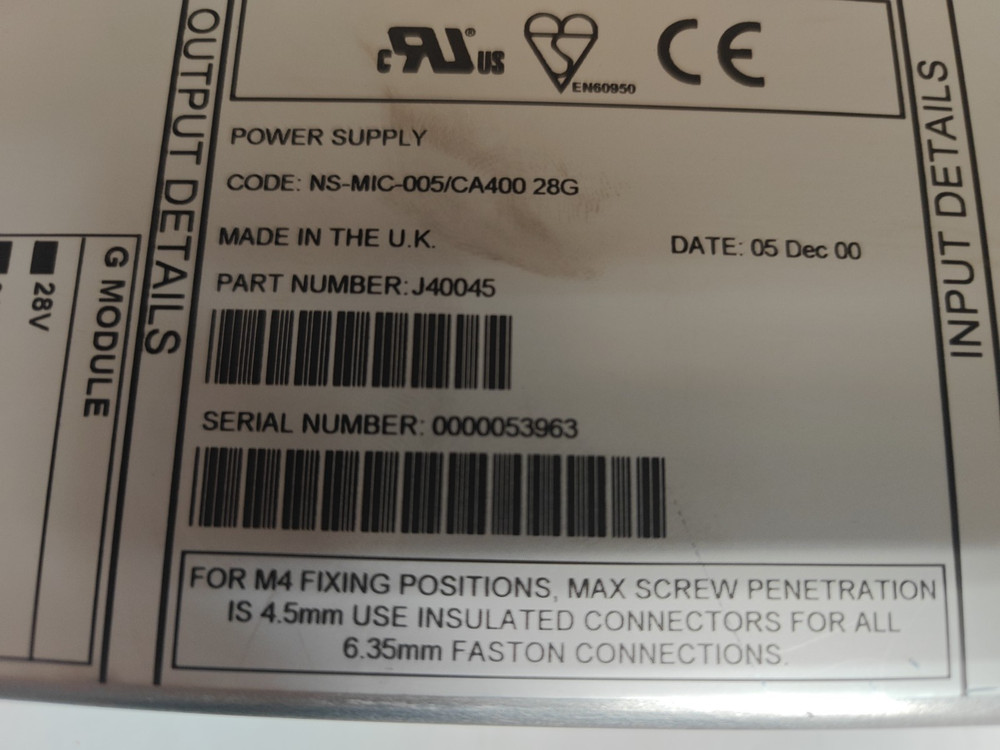 c RU ® US
EN60950
CE
OUTPUT DETAILS
INPUT DETAILS
POWER SUPPLY
CODE: NS-MIC-005/CA400 28G
MADE IN THE U.K.
DATE: 05 Dec 00
PART NUMBER: J40045
SERIAL NUMBER: 0000053963
G MODULE
28V
FOR M4 FIXING POSITIONS, MAX SCREW PENETRATION
IS 4.5mm USE INSULATED CONNECTORS FOR ALL
6.35mm FASTON CONNECTIONS.